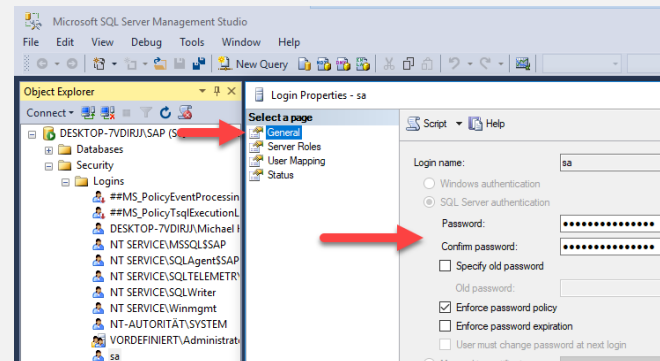 Microsoft SQL Server Management Studio
File Edit View Debug Tools Window Help
New Query
Object Explorer
Login Properties - sa
Connect
Select a page
General
Server Roles
User Mapping
Status
Script Help
DESKTOP-7VDIRJJ\SAP
Databases
Security
Logins
##MS_PolicyEventProcessin
##MS_PolicyTsqlExecutionL
DESKTOP-7VDIRJJ\Michael
NT SERVICE\MSSQL$SAP
NT SERVICE\SQLAgent$SAP
NT SERVICE\SQLTELEMETRY
NT SERVICE\SQLWriter
NT SERVICE\Winmgmt
NT-AUTORITÄT\SYSTEM
VORDEFINIERT\Administrat
sa
Login name: sa
Windows authentication
SQL Server authentication
Password:
Confirm password:
Specify old password
Old password:
Enforce password policy
Enforce password expiration
User must change password at next login